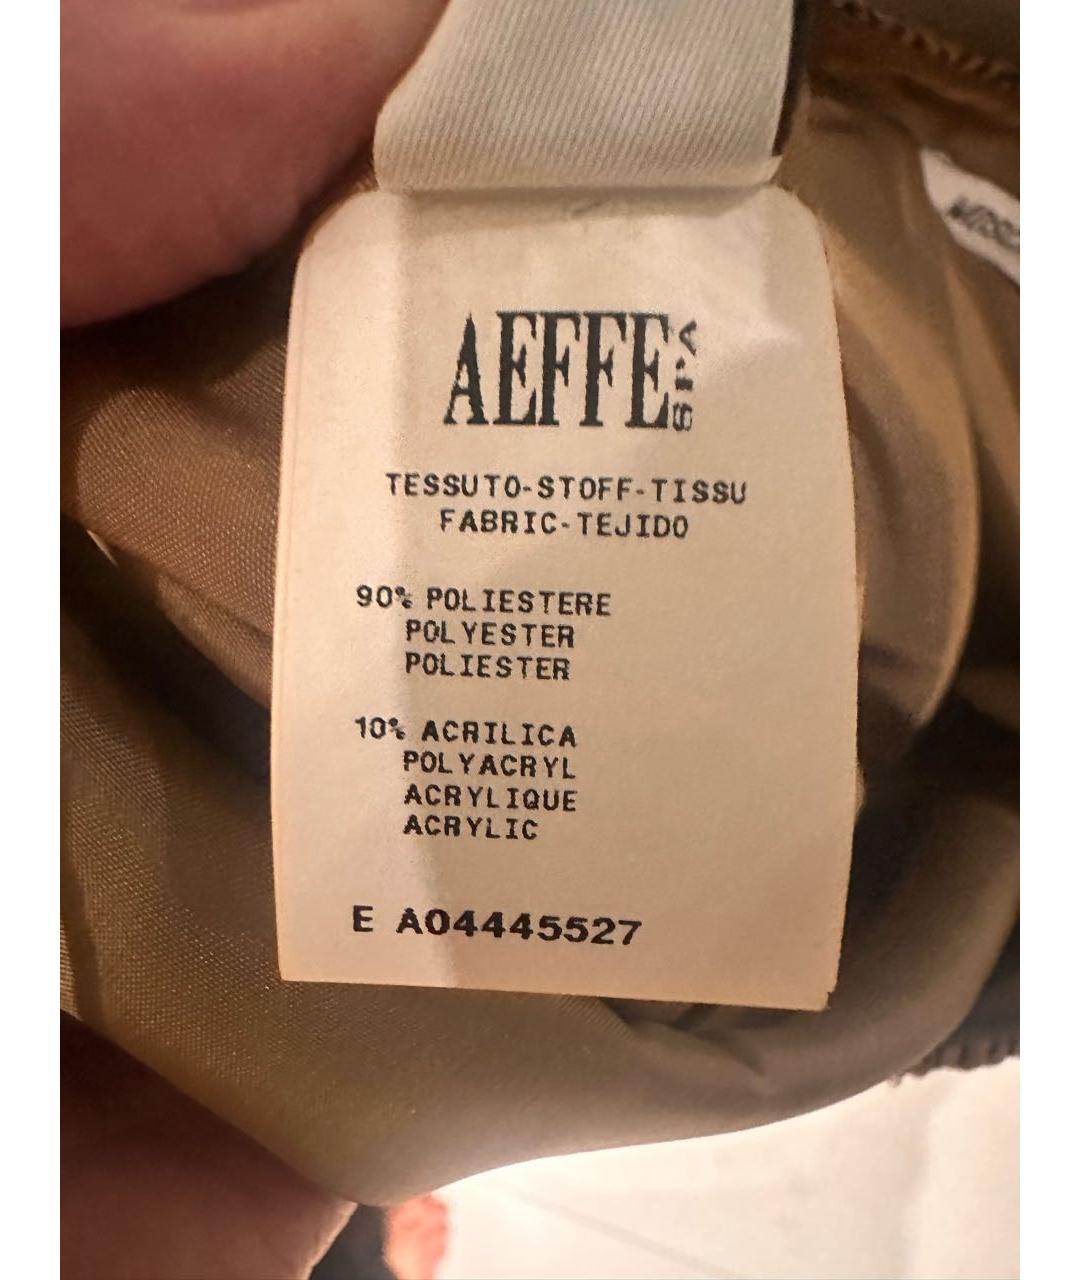 AEFFE SPA
TESSUTO-STOFF-TISSU
FABRIC-TEJIDO
90% POLIESTERE
POLYESTER
POLIESTER
10% ACRILICA
POLYACRYL
ACRYLIQUE
ACRYLIC
E A04445527